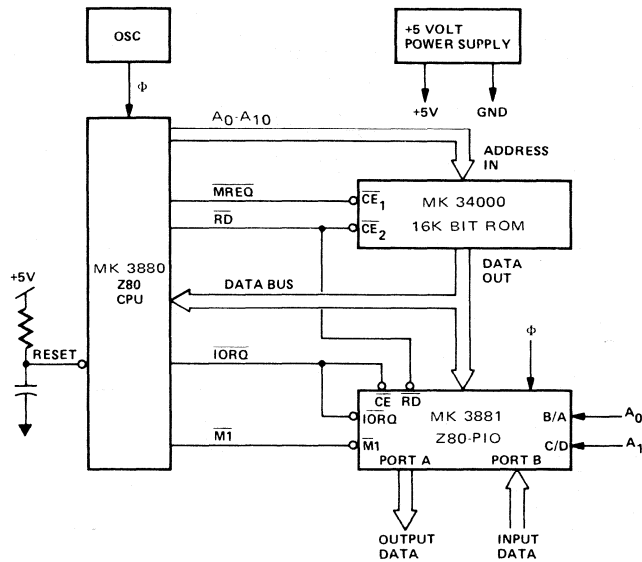 OSC
+5 VOLT
POWER SUPPLY
Φ
+5V
GND
A0-A10
ADDRESS
IN
MREQ
CE1
MK 34000
RD
CE2
16K BIT ROM
+5V
MK 3880
Z80
CPU
DATA BUS
DATA
OUT
RESET
IORQ
Φ
CE
RD
IORQ
MK 3881
B/A
A0
Z80-PIO
M1
M1
C/D
A1
PORT A
PORT B
OUTPUT
DATA
INPUT
DATA